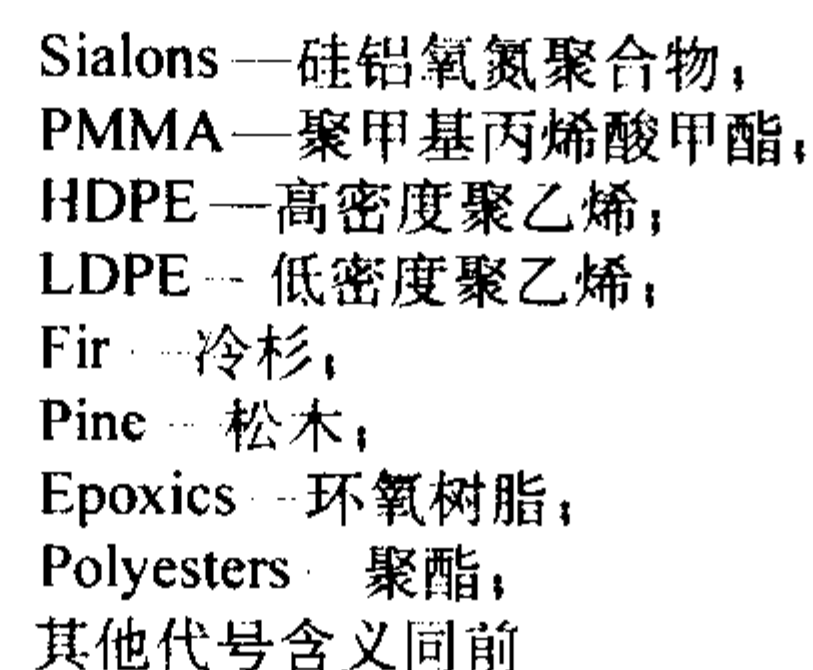 Sialons —硅铝氧氮聚合物；
PMMA—聚甲基丙烯酸甲酯；
HDPE—高密度聚乙烯；
LDPE—低密度聚乙烯；
Fir —冷杉；
Pine—松木；
Epoxies—环氧树脂；
Polyesters 聚酯；
其他代号含义同前